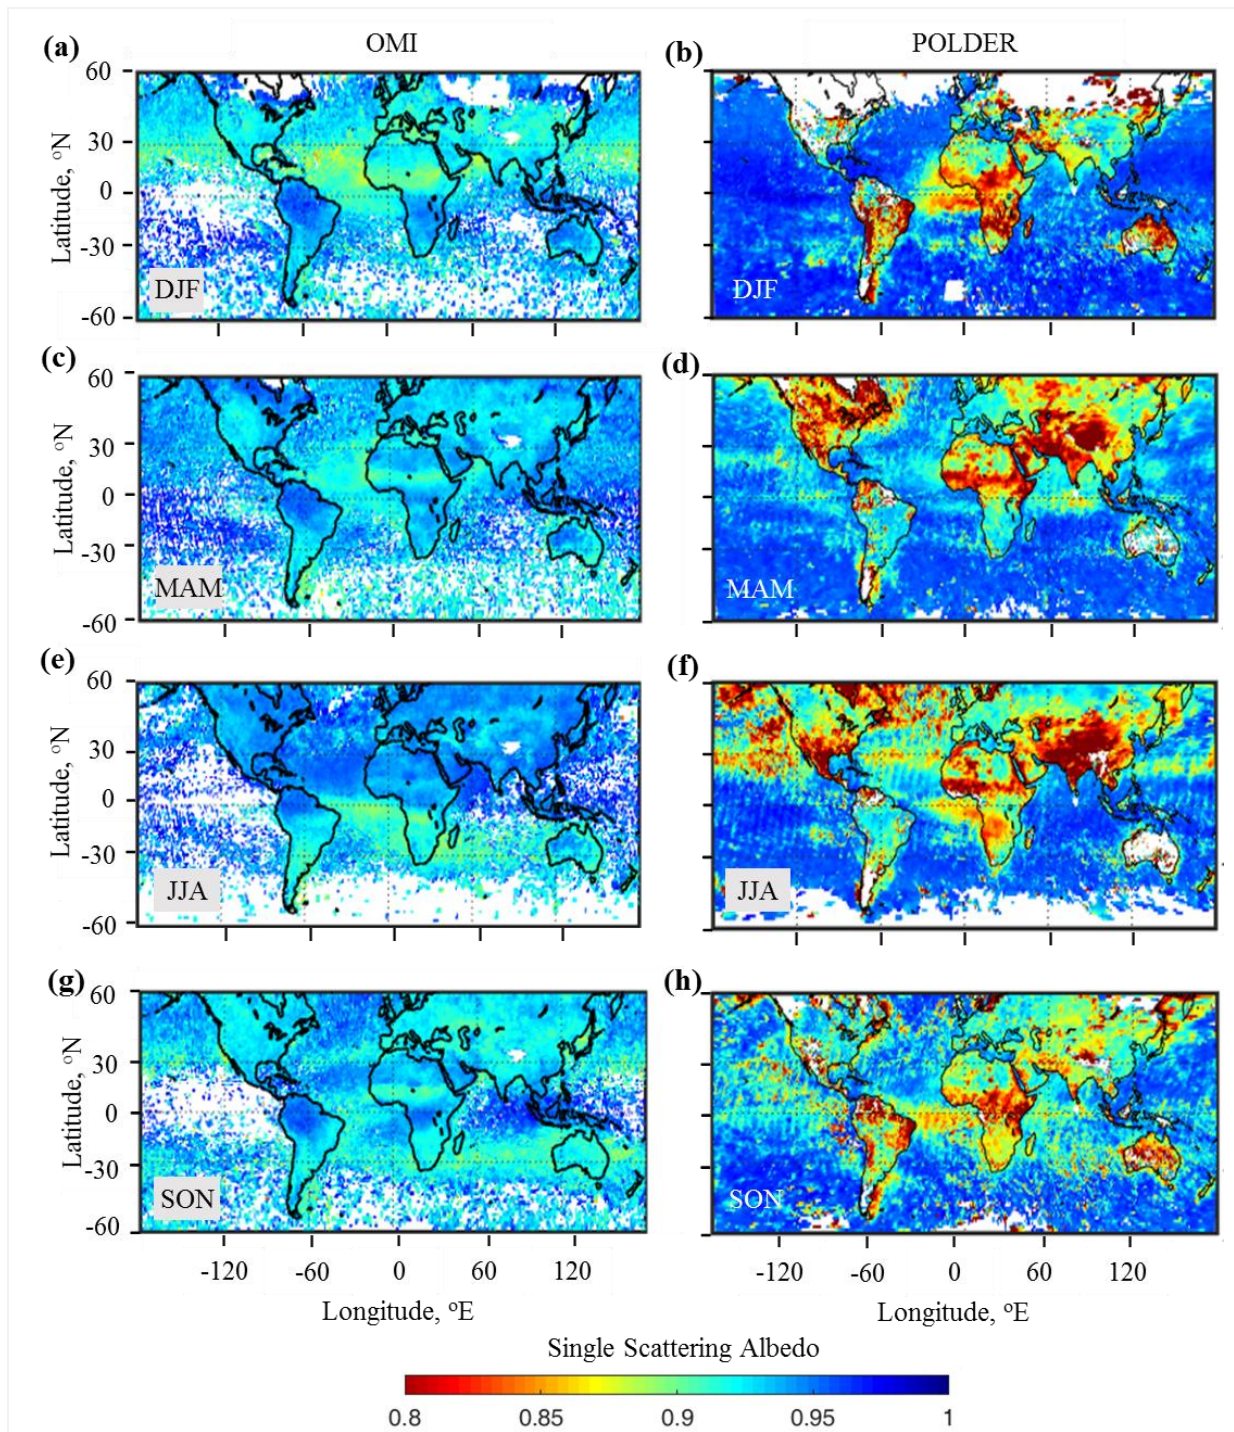 OMI POLDER
(a) (b)
60
30
0
-30
-60
Latitude, °N
DJF DJF
(c) (d)
60
30
0
-30
-60
Latitude, °N
MAM MAM
(e) (f)
60
30
0
-30
-60
Latitude, °N
JJA JJA
(g) (h)
60
30
0
-30
-60
Latitude, °N
SON SON
-120 -60 0 60 120 -120 -60 0 60 120
Longitude, °E Longitude, °E
Single Scattering Albedo
0.8 0.85 0.9 0.95 1